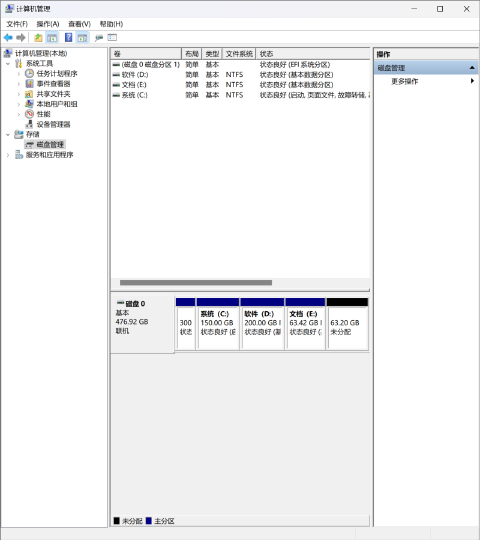 计算机管理
文件(F) 操作(A) 查看(V) 帮助(H)
计算机管理(本地)
系统工具
任务计划程序
事件查看器
共享文件夹
本地用户和组
性能
设备管理器
存储
磁盘管理
服务和应用程序
卷 布局 类型 文件系统 状态
(磁盘 0 磁盘分区 1) 简单 基本 状态良好 (EFI 系统分区)
软件 (D:) 简单 基本 NTFS 状态良好 (基本数据分区)
文档 (E:) 简单 基本 NTFS 状态良好 (基本数据分区)
系统 (C:) 简单 基本 NTFS 状态良好 (启动, 页面文件, 故障转储,
磁盘 0
基本
476.92 GB
联机
300
状态
系统 (C:)
150.00 GB
状态良好 (启
软件 (D:)
200.00 GB
状态良好 (基
文档 (E:)
63.42 GB
状态良好 (
63.20 GB
未分配
未分配 主分区
操作
磁盘管理
更多操作